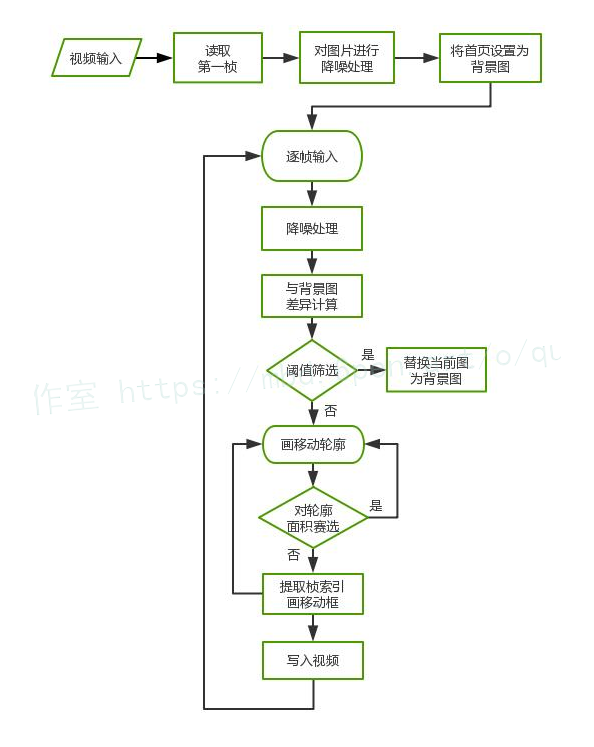 视频输入
读取
第一桢
对图片进行
降噪处理
将首页设置为
背景图
逐帧输入
降噪处理
与背景图
差异计算
阈值筛选
是
替换当前图
为背景图
作室 https://m
否
画移动轮廓
对轮廓
面积赛选
是
否
提取桢索引
画移动框
写入视频